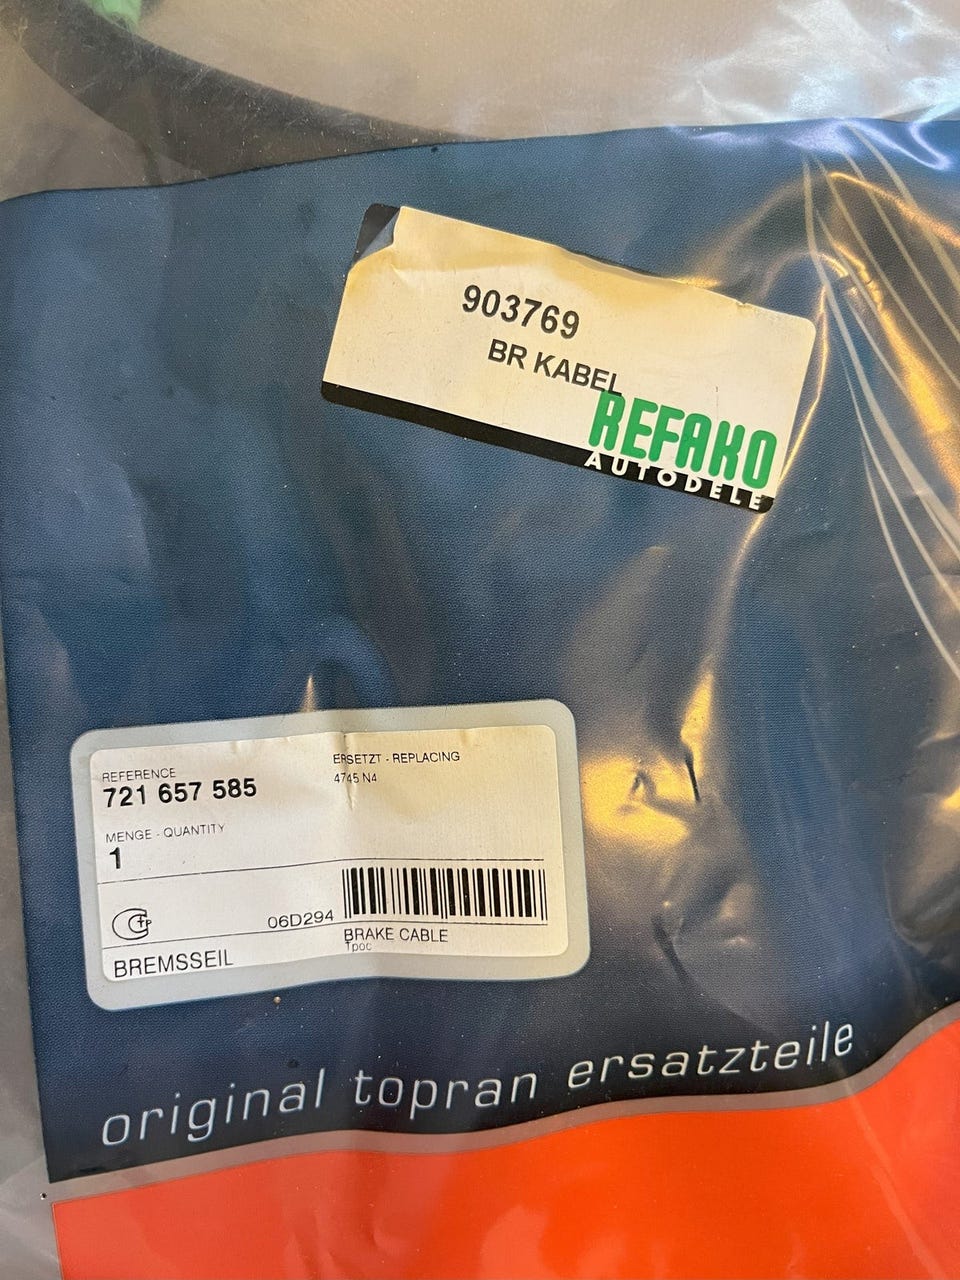 903769
BR KABEL
REFAKO
AUTODELE
REFERENCE
721 657 585
ERSETZT - REPLACING
4745 N4
MENGE - QUANTITY
1
CTP
06D294
BREMSSEIL
BRAKE CABLE
Трос
original topran ersatzteile